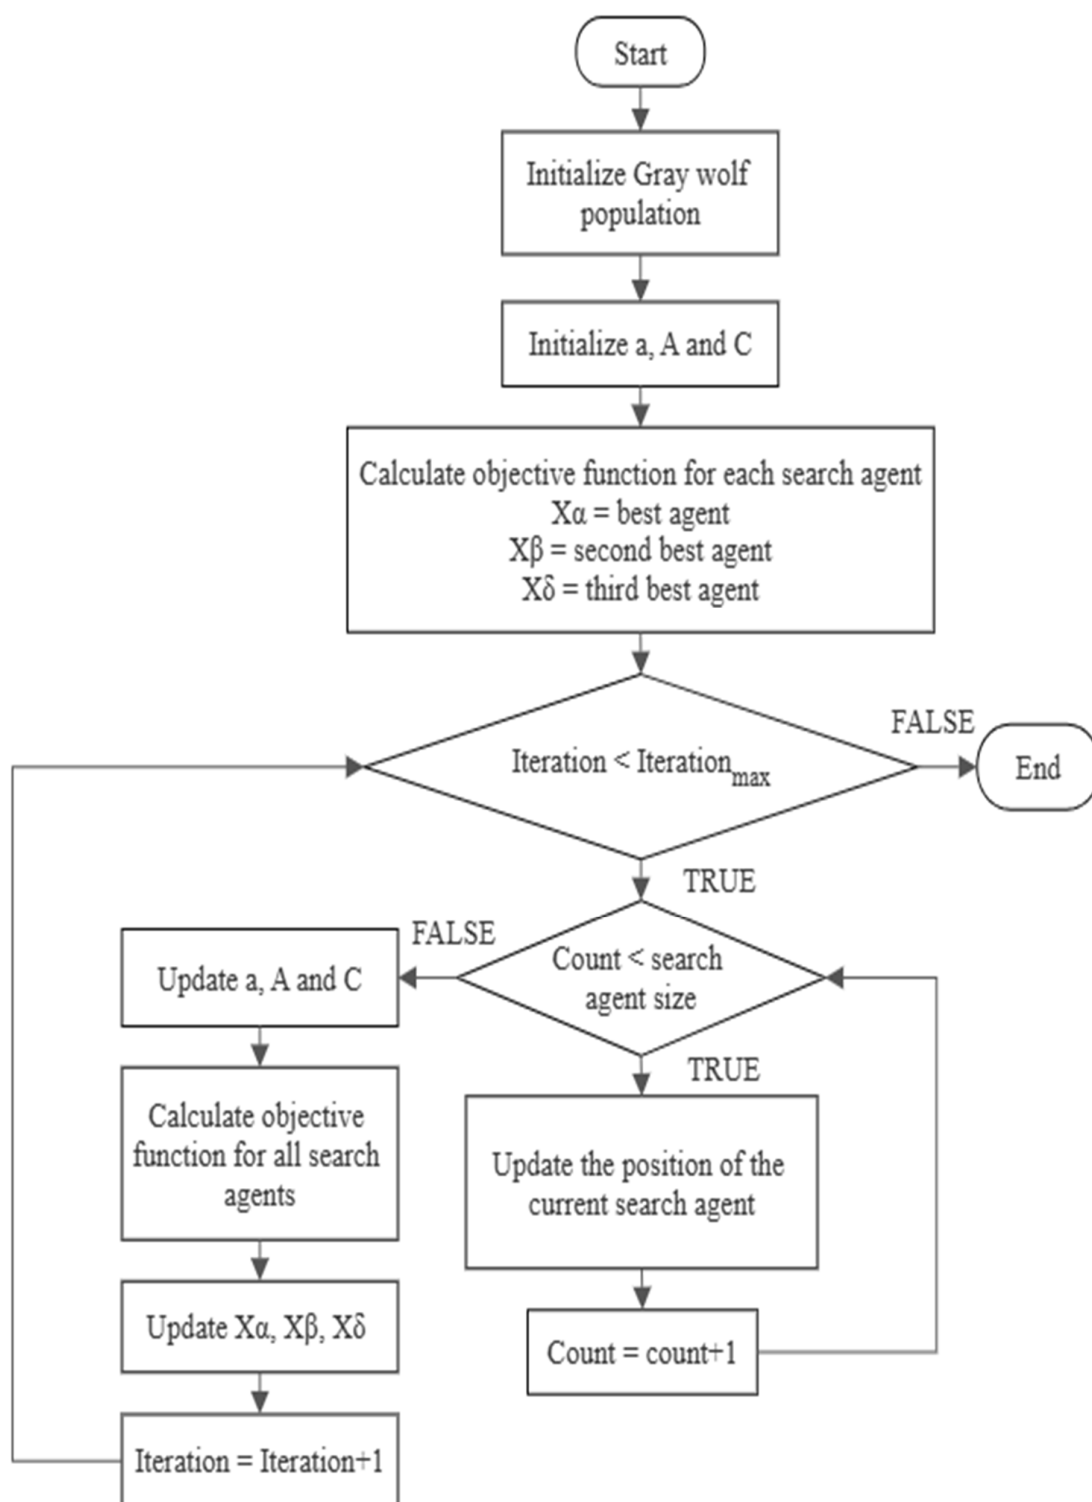 Start
Initialize Gray wolf
population
Initialize a, A and C
Calculate objective function for each search agent
Xα = best agent
Xβ = second best agent
Xδ = third best agent
FALSE
Iteration < Iterationmax
End
TRUE
FALSE
Count < search
agent size
Update a, A and C
TRUE
Calculate objective
function for all search
agents
Update the position of the
current search agent
Update Xα, Xβ, Xδ
Count = count+1
Iteration = Iteration+1